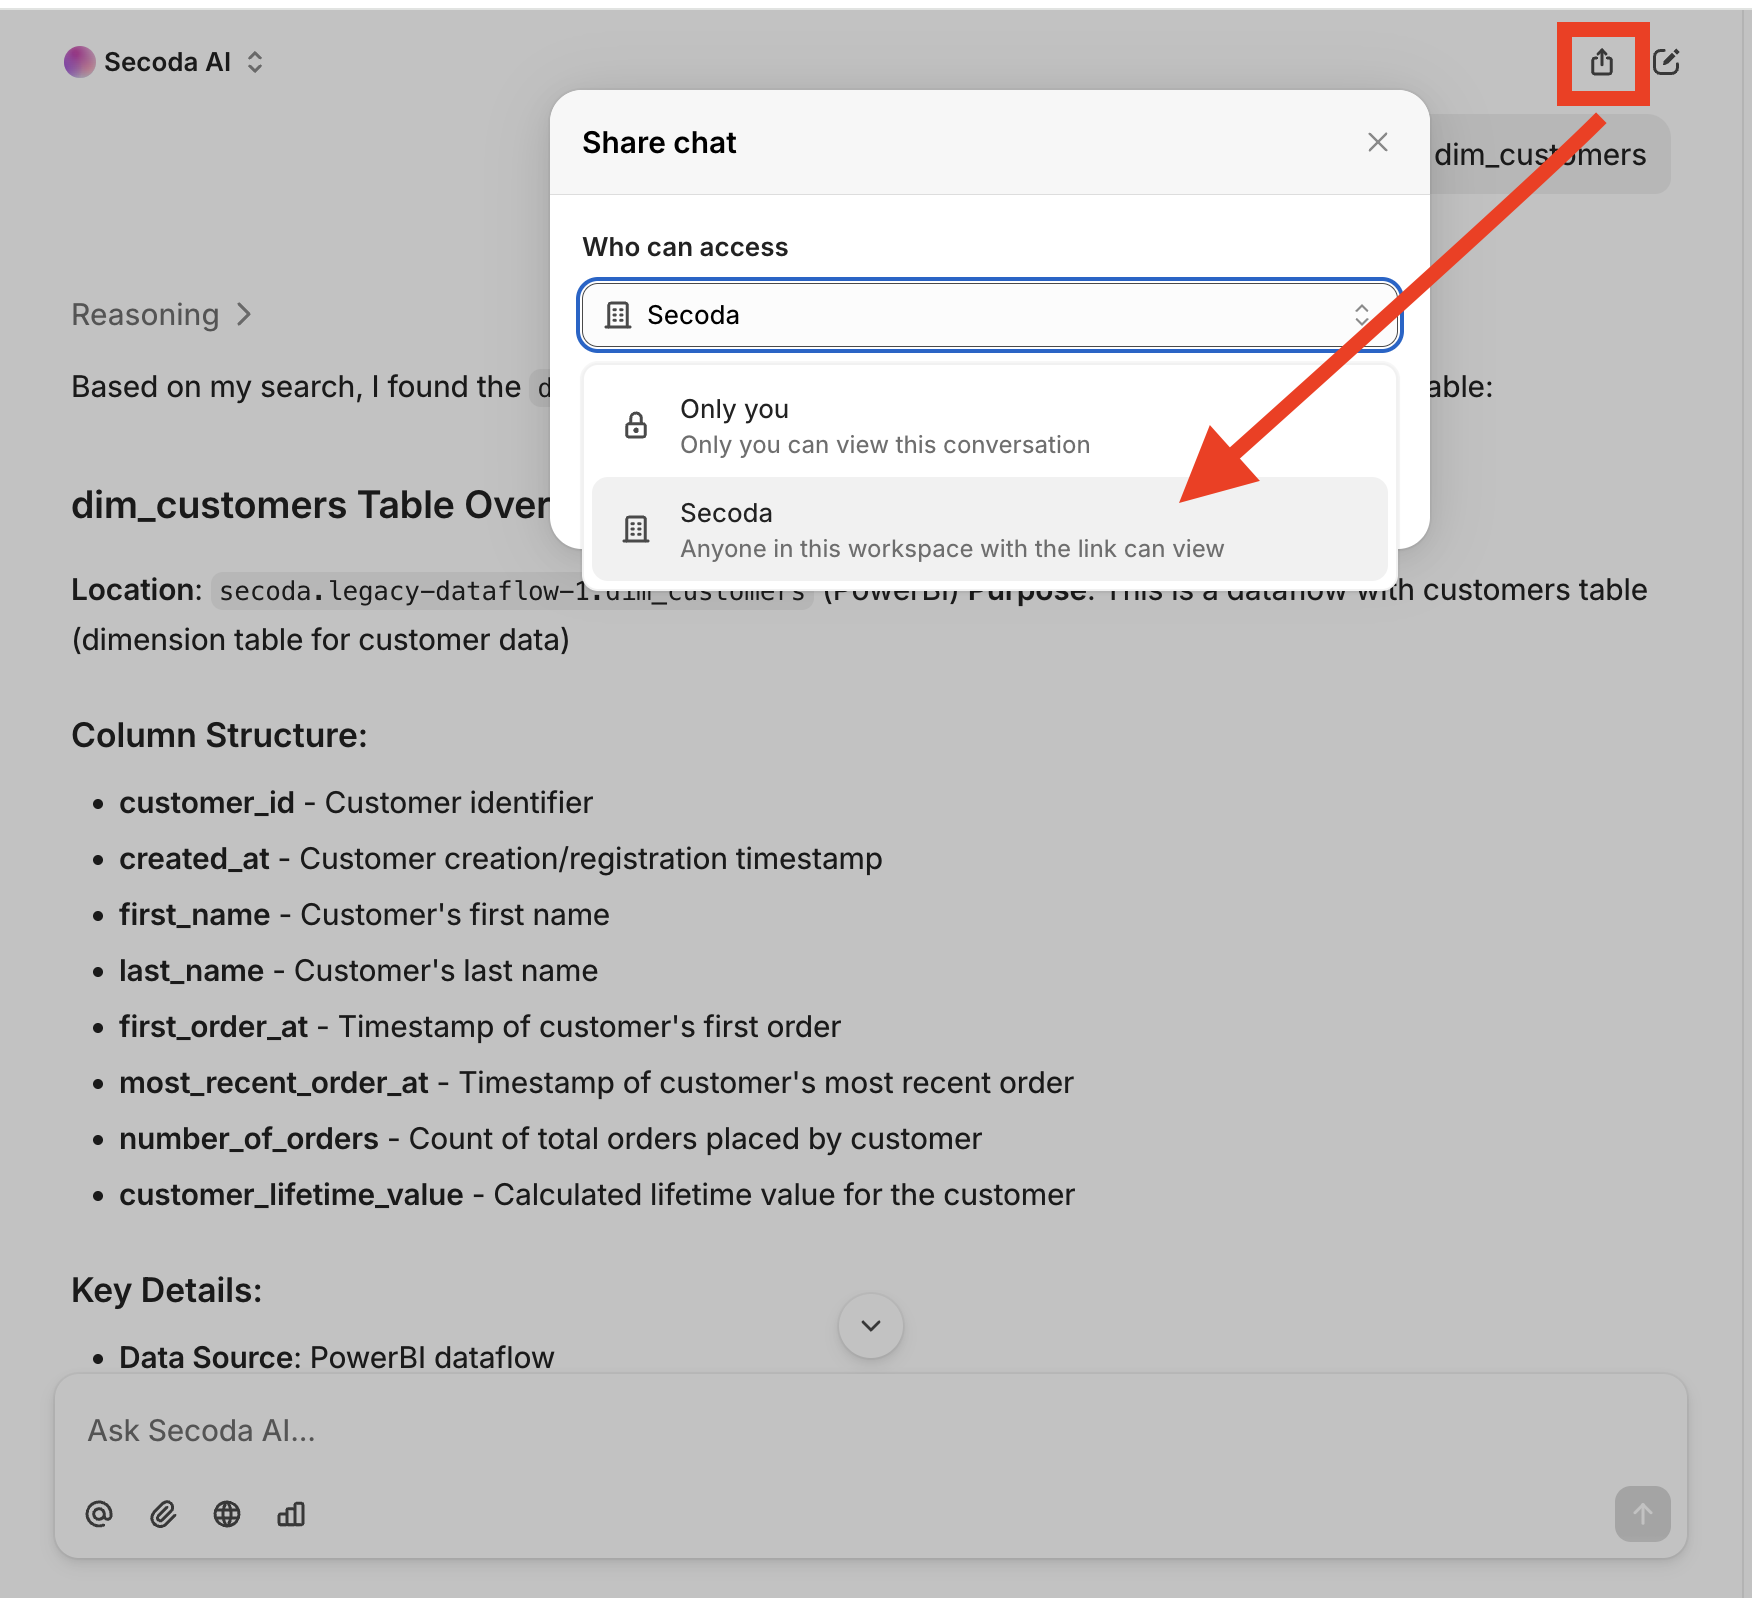 Secoda AI
Share chat
dim_customers
Who can access
Secoda
Reasoning
Based on my search, I found the
able:
Only you
Only you can view this conversation
Secoda
Anyone in this workspace with the link can view
dim_customers Table Over
Location: secoda.legacy-dataflow-1.dim_customers (PowerBI) Purpose: This is a dataflow with customers table
(dimension table for customer data)
Column Structure:
• customer_id - Customer identifier
• created_at - Customer creation/registration timestamp
• first_name - Customer's first name
• last_name - Customer's last name
• first_order_at - Timestamp of customer's first order
• most_recent_order_at - Timestamp of customer's most recent order
• number_of_orders - Count of total orders placed by customer
• customer_lifetime_value - Calculated lifetime value for the customer
Key Details:
• Data Source: PowerBI dataflow
Ask Secoda AI...